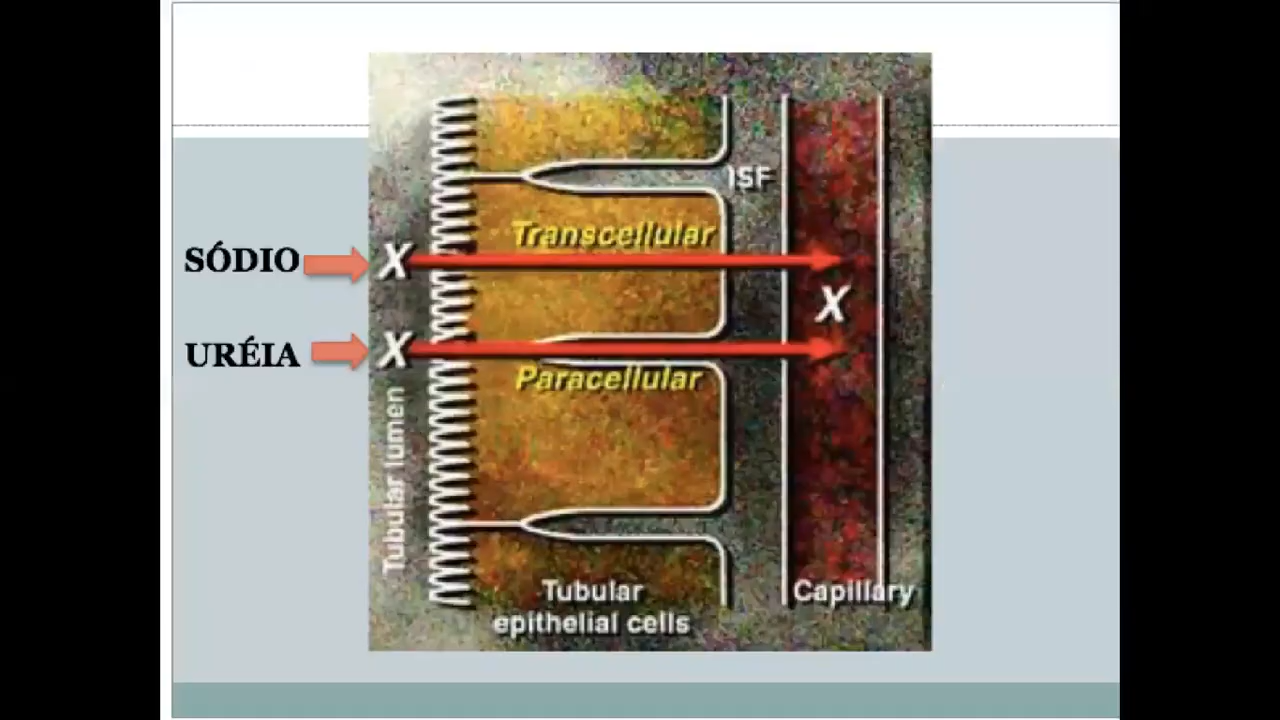 ISF
Transcellular
SÓDIO
X
X
URÉIA
X
Paracellular
Tubular lumen
Tubular
epithelial cells
Capillary